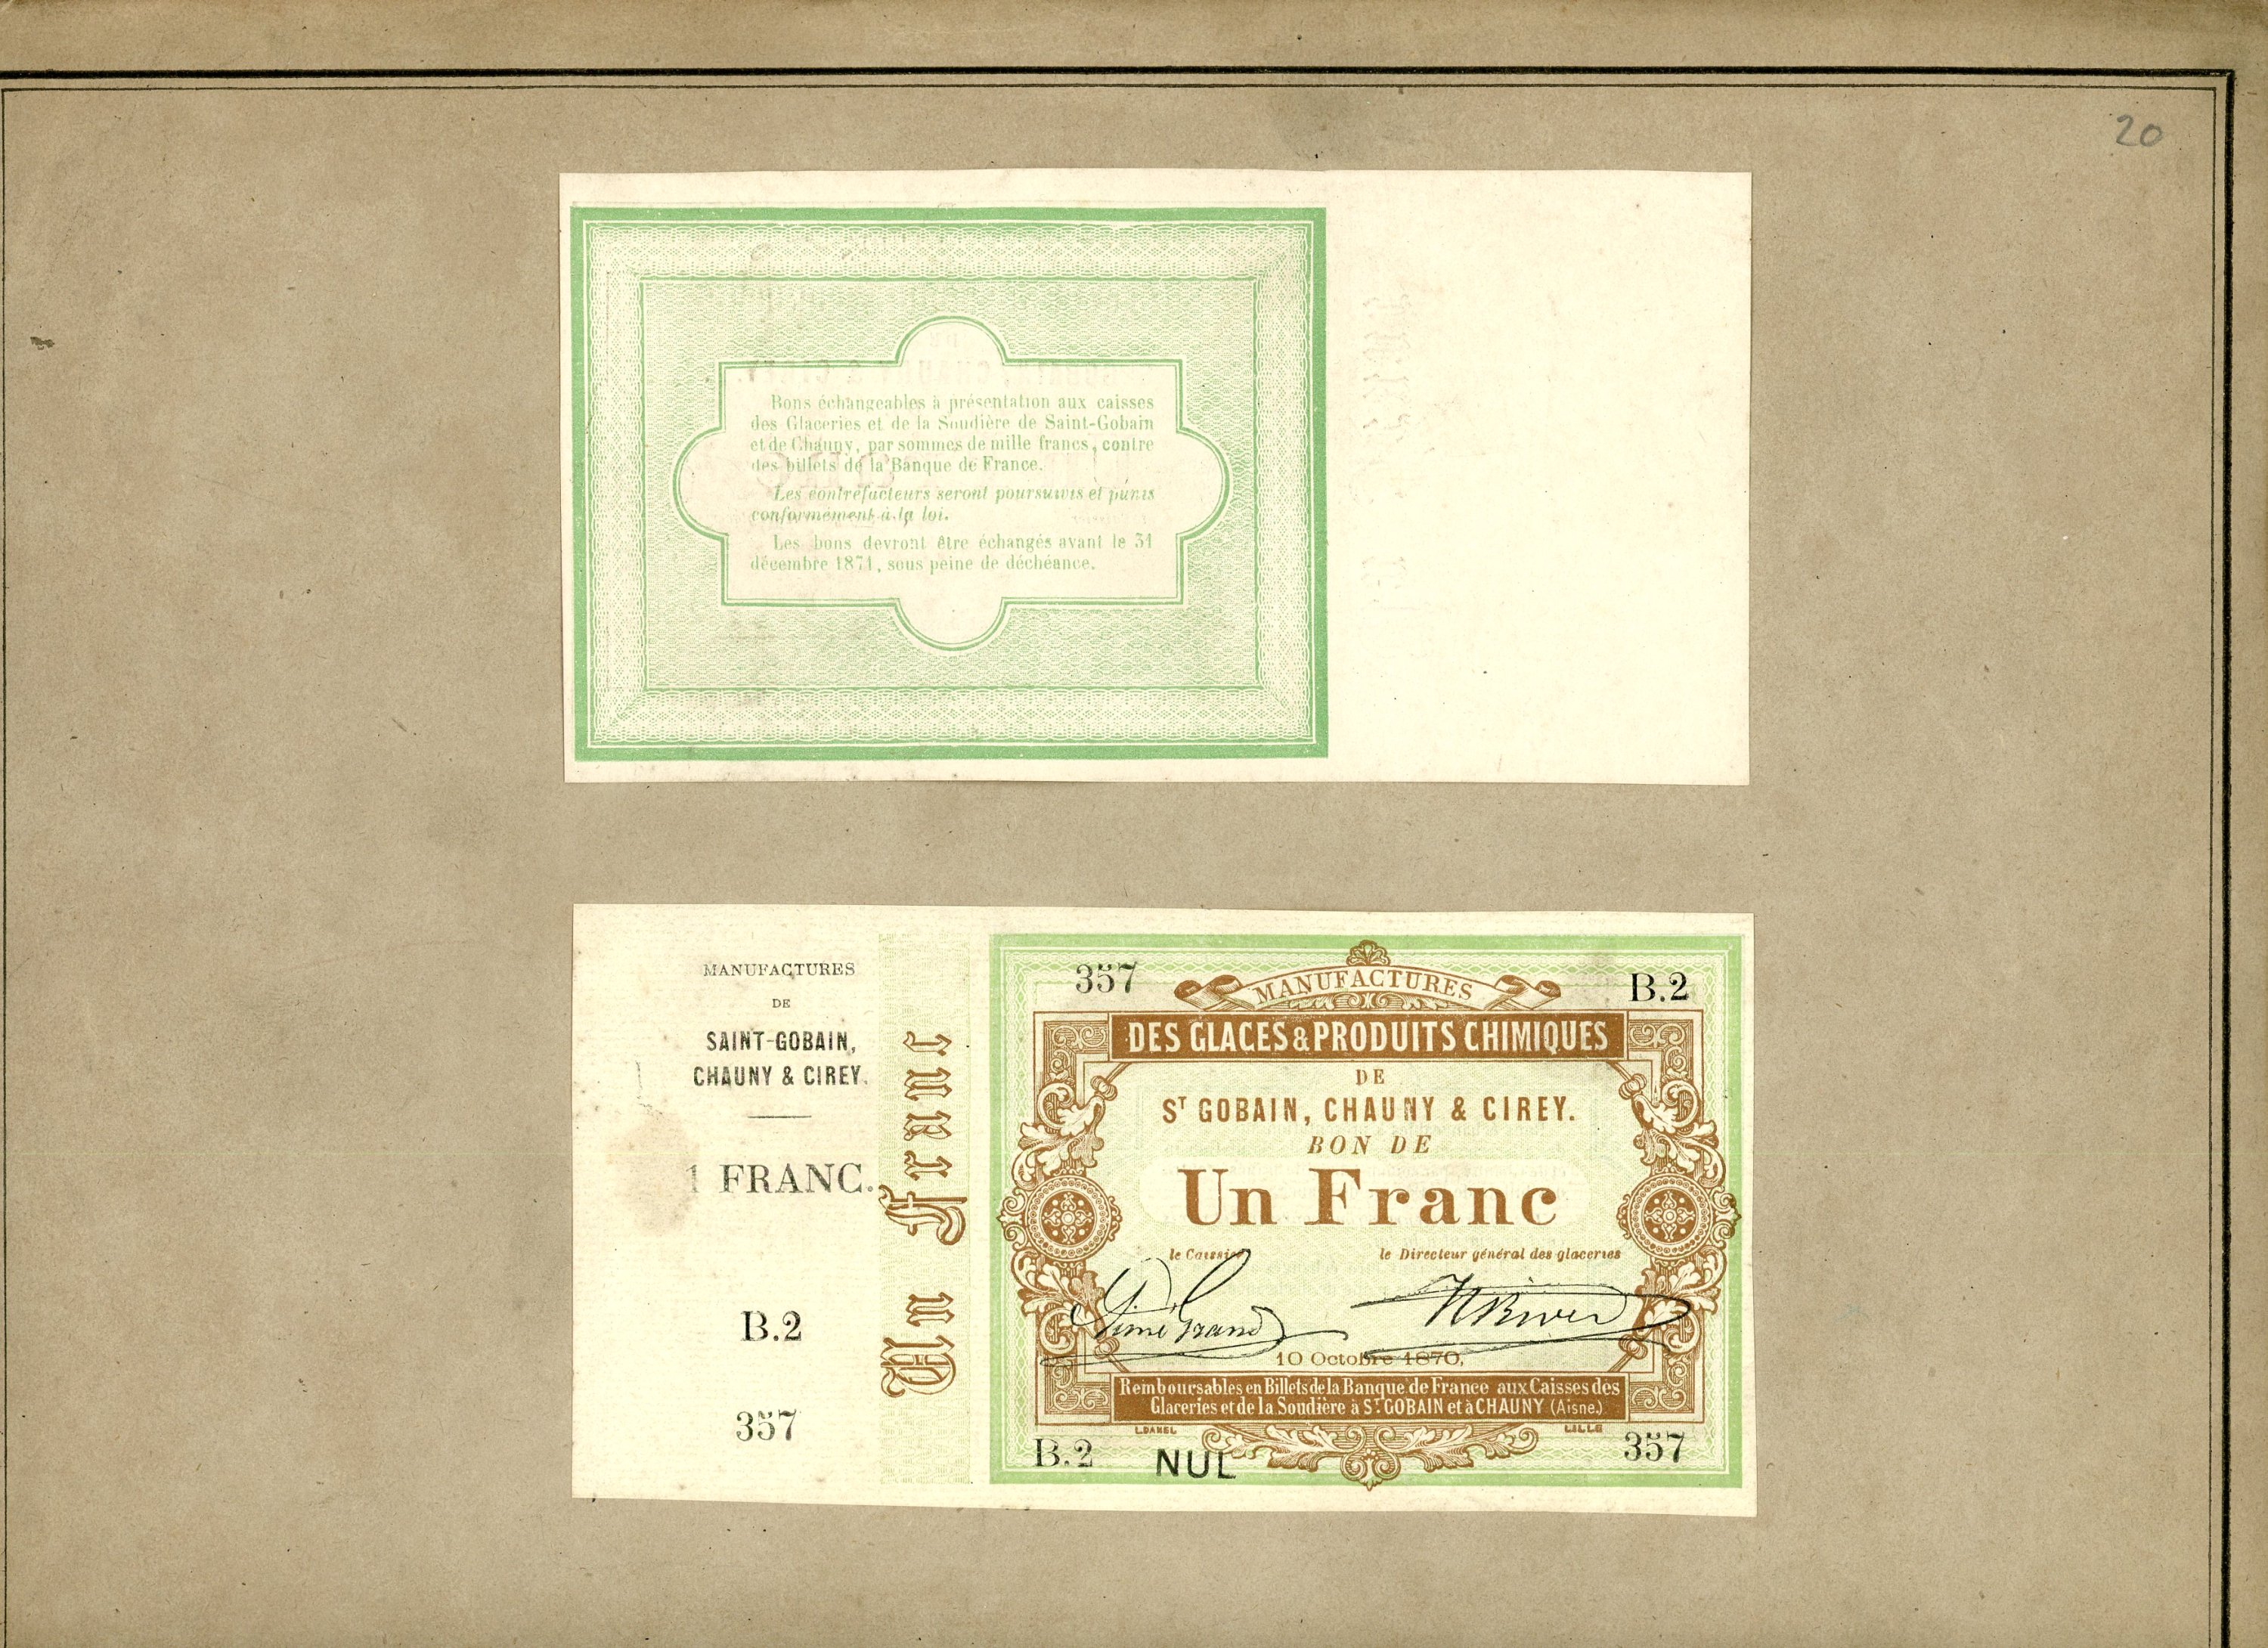 20
Bons échangeables à présentation aux caisses
des Glaceries et de la Soudière de Saint-Gobain
et de Chauny, par sommes de mille francs, contre
des billets de la Banque de France.
Les contrefacteurs seront poursuivis et punis
conformément à la loi.
Les bons devront être échangés avant le 31
décembre 1871, sous peine de déchéance.
MANUFACTURES
DE
SAINT-GOBAIN,
CHAUNY & CIREY.
1 FRANC.
B.2
357
Un Franc
357
B.2
MANUFACTURES
DES GLACES & PRODUITS CHIMIQUES
DE
ST GOBAIN, CHAUNY & CIREY.
BON DE
Un Franc
le Caissier
le Directeur général des glaceries
10 Octobre 1870,
Remboursables en Billets de la Banque de France aux Caisses des
Glaceries et de la Soudière à ST GOBAIN et à CHAUNY (Aisne.)
L.DANEL
LILLE
B.2
NUL
357